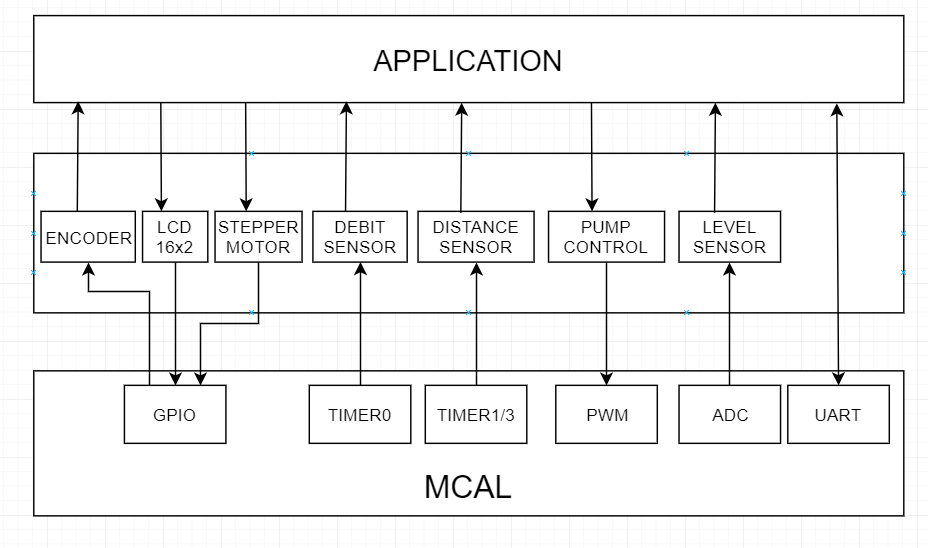 APPLICATION
ENCODER
LCD
16x2
STEPPER
MOTOR
DEBIT
SENSOR
DISTANCE
SENSOR
PUMP
CONTROL
LEVEL
SENSOR
GPIO
TIMER0
TIMER1/3
PWM
ADC
UART
MCAL